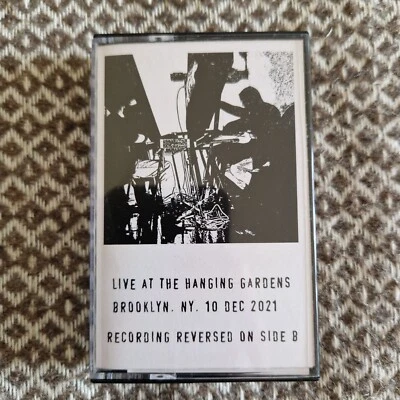 LIVE AT THE HANGING GARDENS
BROOKLYN. NY. 10 DEC 2021
RECORDING REVERSED ON SIDE B